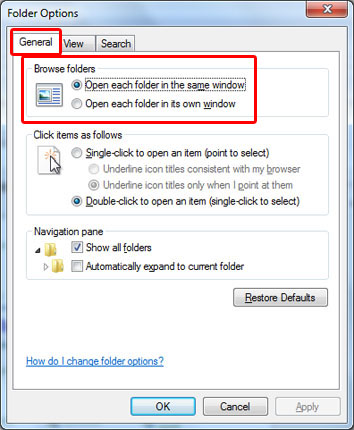 Folder Options
General View Search
Browse folders
Open each folder in the same window
Open each folder in its own window
Click items as follows
Single-click to open an item (point to select)
Underline icon titles consistent with my browser
Underline icon titles only when I point at them
Double-click to open an item (single-click to select)
Navigation pane
Show all folders
Automatically expand to current folder
Restore Defaults
How do I change folder options?
OK Cancel Apply